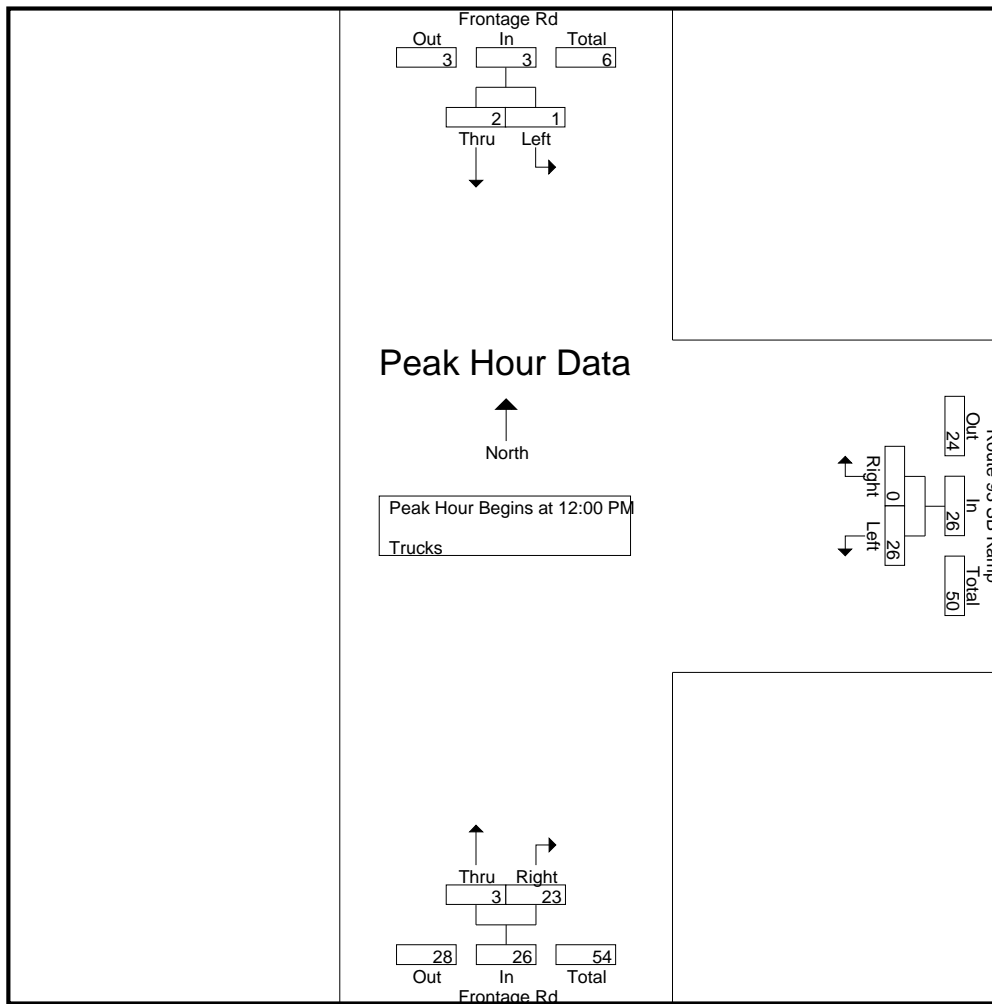 Frontage Rd
Out In Total
3 3 6
2 1
Thru Left
Peak Hour Data
North
Peak Hour Begins at 12:00 PM
Trucks
Out In Total
24 26 50
0 26
Right Left
Thru Right
3 23
28 26 54
Out In Total
Frontage Rd